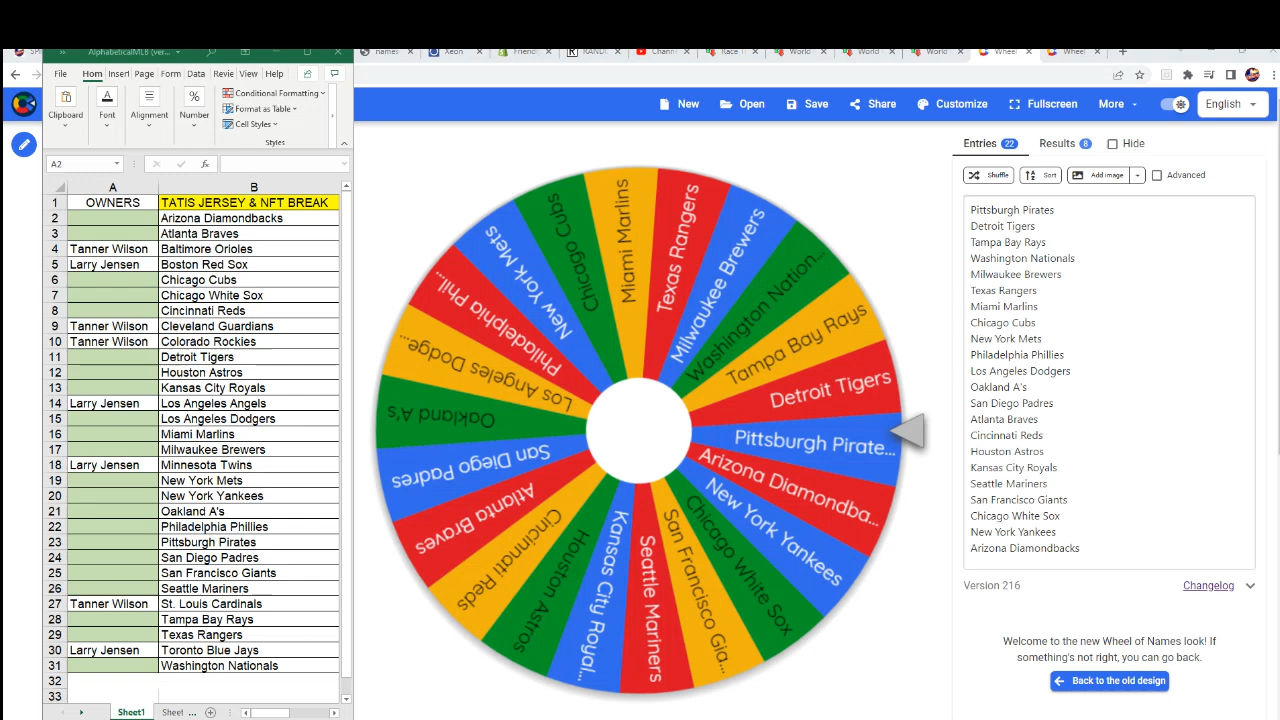 AlphabeticalMLB (ver...
names
Xeon
Friend
RAND
Chann
Race
World
World
World
Wheel
Wheel
File Hom Insert Page Form Data Revie View Help
Clipboard
Font
Alignment
Number
Conditional Formatting
Format as Table
Cell Styles
Styles
A2
fx
A B
1 OWNERS TATIS JERSEY & NFT BREAK
2 Arizona Diamondbacks
3 Atlanta Braves
4 Tanner Wilson Baltimore Orioles
5 Larry Jensen Boston Red Sox
6 Chicago Cubs
7 Chicago White Sox
8 Cincinnati Reds
9 Tanner Wilson Cleveland Guardians
10 Tanner Wilson Colorado Rockies
11 Detroit Tigers
12 Houston Astros
13 Kansas City Royals
14 Larry Jensen Los Angeles Angels
15 Los Angeles Dodgers
16 Miami Marlins
17 Milwaukee Brewers
18 Larry Jensen Minnesota Twins
19 New York Mets
20 New York Yankees
21 Oakland A's
22 Philadelphia Phillies
23 Pittsburgh Pirates
24 San Diego Padres
25 San Francisco Giants
26 Seattle Mariners
27 Tanner Wilson St. Louis Cardinals
28 Tampa Bay Rays
29 Texas Rangers
30 Larry Jensen Toronto Blue Jays
31 Washington Nationals
32
33
Sheet1 Sheet ...
New Open Save Share Customize Fullscreen More English
Miami Marlins
Texas Rangers
Milwaukee Brewers
Washington Nation...
Tampa Bay Rays
Detroit Tigers
Pittsburgh Pirate...
Arizona Diamondba...
New York Yankees
Chicago White Sox
San Francisco Gia...
Seattle Mariners
Kansas City Royal...
Houston Astros
Cincinnati Reds
Atlanta Braves
San Diego Padres
Oakland A's
Los Angeles Dodge...
Philadelphia Phil...
New York Mets
Chicago Cubs
Entries 22 Results 8 Hide
Shuffle Sort Add image Advanced
Pittsburgh Pirates
Detroit Tigers
Tampa Bay Rays
Washington Nationals
Milwaukee Brewers
Texas Rangers
Miami Marlins
Chicago Cubs
New York Mets
Philadelphia Phillies
Los Angeles Dodgers
Oakland A's
San Diego Padres
Atlanta Braves
Cincinnati Reds
Houston Astros
Kansas City Royals
Seattle Mariners
San Francisco Giants
Chicago White Sox
New York Yankees
Arizona Diamondbacks
Version 216 Changelog
Welcome to the new Wheel of Names look! If
something's not right, you can go back.
Back to the old design